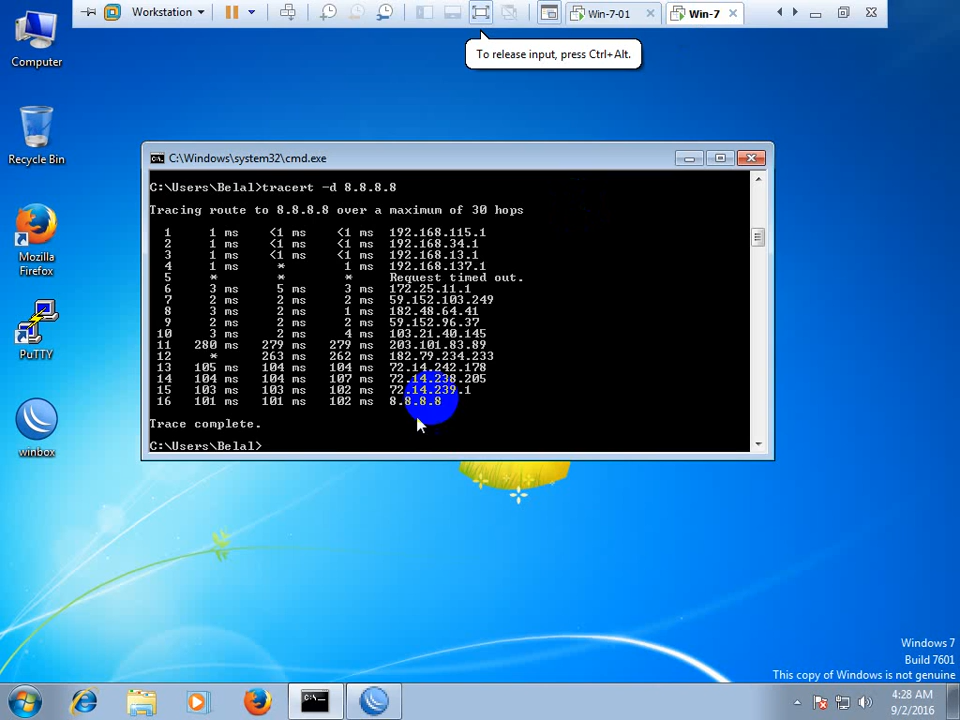 Workstation
Win-7-01
Win-7
To release input, press Ctrl+Alt.
Computer
Recycle Bin
Mozilla
Firefox
PuTTY
winbox
C:\Windows\system32\cmd.exe
C:\Users\Belal>tracert -d 8.8.8.8
Tracing route to 8.8.8.8 over a maximum of 30 hops
1 1 ms <1 ms <1 ms 192.168.115.1
2 1 ms <1 ms <1 ms 192.168.34.1
3 1 ms <1 ms <1 ms 192.168.13.1
4 1 ms * 1 ms 192.168.137.1
5 * * * Request timed out.
6 3 ms 5 ms 3 ms 172.25.11.1
7 2 ms 2 ms 2 ms 59.152.103.249
8 3 ms 2 ms 1 ms 182.48.64.41
9 2 ms 2 ms 2 ms 59.152.96.37
10 3 ms 2 ms 4 ms 103.21.40.145
11 280 ms 279 ms 279 ms 203.101.83.89
12 * 263 ms 262 ms 182.79.234.233
13 105 ms 104 ms 104 ms 72.14.242.178
14 104 ms 104 ms 107 ms 72.14.238.205
15 103 ms 103 ms 102 ms 72.14.239.1
16 101 ms 101 ms 102 ms 8.8.8.8
Trace complete.
C:\Users\Belal>
Windows 7
Build 7601
This copy of Windows is not genuine
4:28 AM
9/2/2016